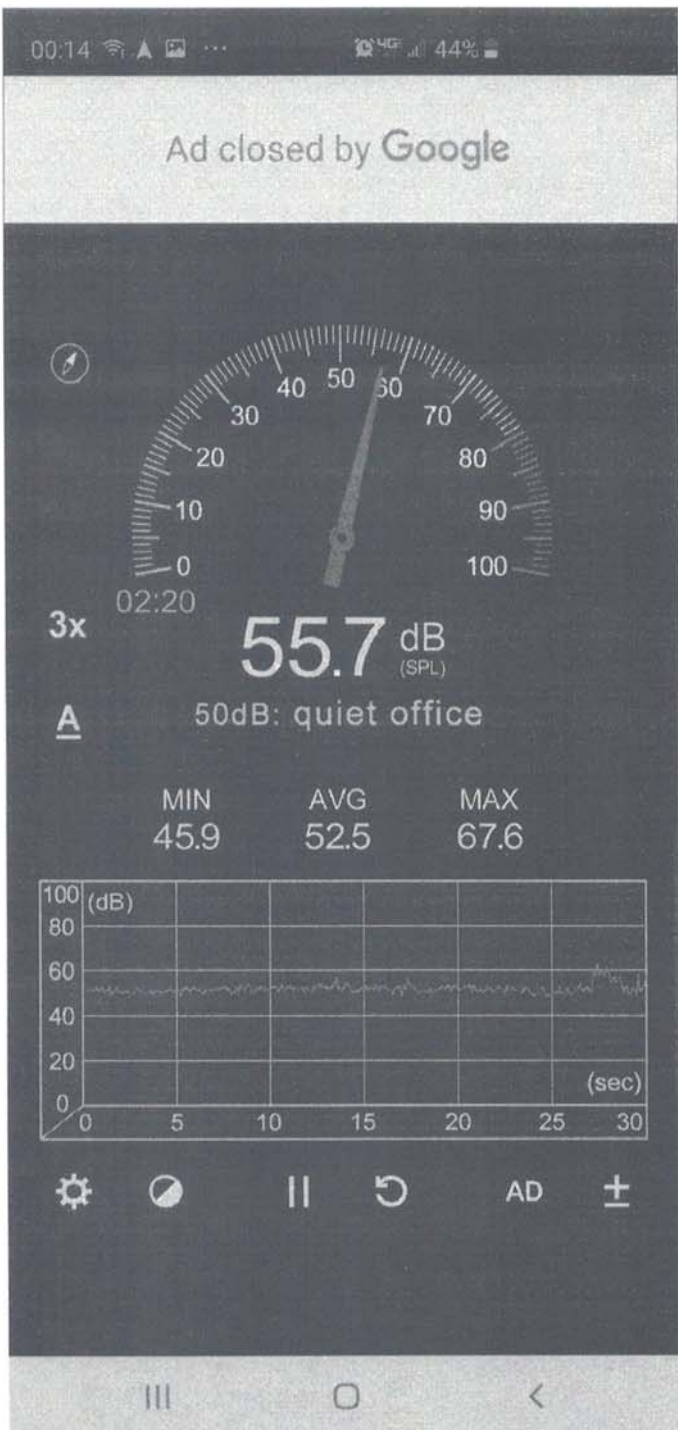 00:14 ... 4GE 44%
Ad closed by Google
0 10 20 30 40 50 60 70 80 90 100
02:20
3x
55.7 dB
(SPL)
A 50dB: quiet office
MIN AVG MAX
45.9 52.5 67.6
100 (dB)
80
60
40
20
(sec)
0
0 5 10 15 20 25 30
AD ±